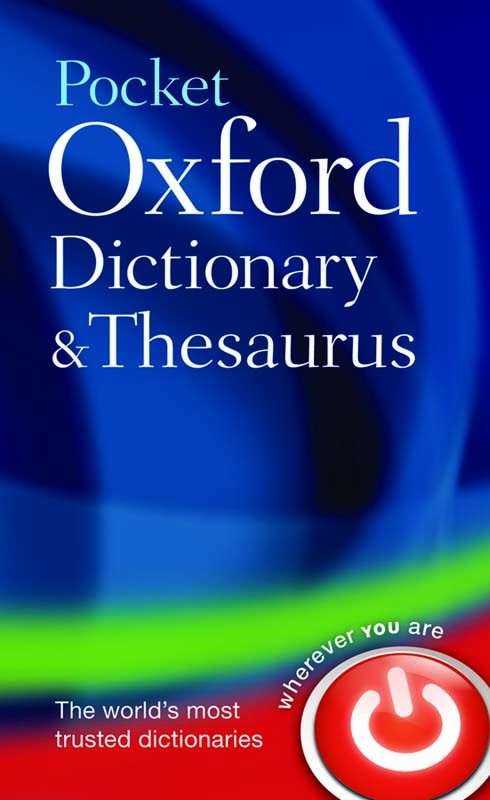 Pocket
Oxford
Dictionary
& Thesaurus
wherever YOU are
The world's most
trusted dictionaries